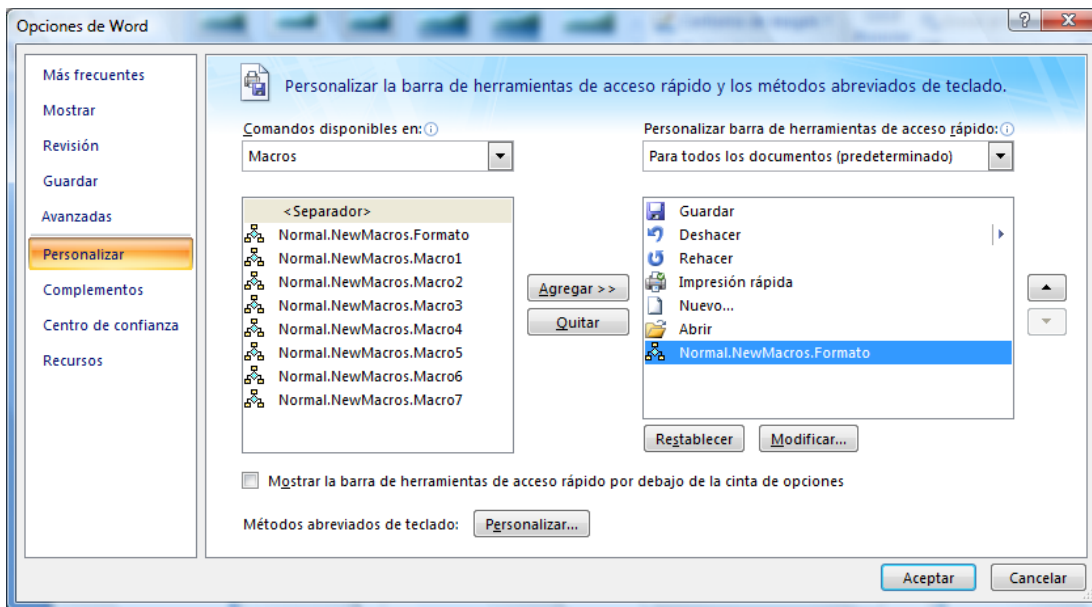 Opciones de Word
Más frecuentes
Mostrar
Revisión
Guardar
Avanzadas
Personalizar
Complementos
Centro de confianza
Recursos
Personalizar la barra de herramientas de acceso rápido y los métodos abreviados de teclado.
Comandos disponibles en:
Macros
<Separador>
Normal.NewMacros.Formato
Normal.NewMacros.Macro1
Normal.NewMacros.Macro2
Normal.NewMacros.Macro3
Normal.NewMacros.Macro4
Normal.NewMacros.Macro5
Normal.NewMacros.Macro6
Normal.NewMacros.Macro7
Agregar >>
Quitar
Personalizar barra de herramientas de acceso rápido:
Para todos los documentos (predeterminado)
Guardar
Deshacer
Rehacer
Impresión rápida
Nuevo...
Abrir
Normal.NewMacros.Formato
Restablecer
Modificar...
Mostrar la barra de herramientas de acceso rápido por debajo de la cinta de opciones
Métodos abreviados de teclado:
Personalizar...
Aceptar
Cancelar